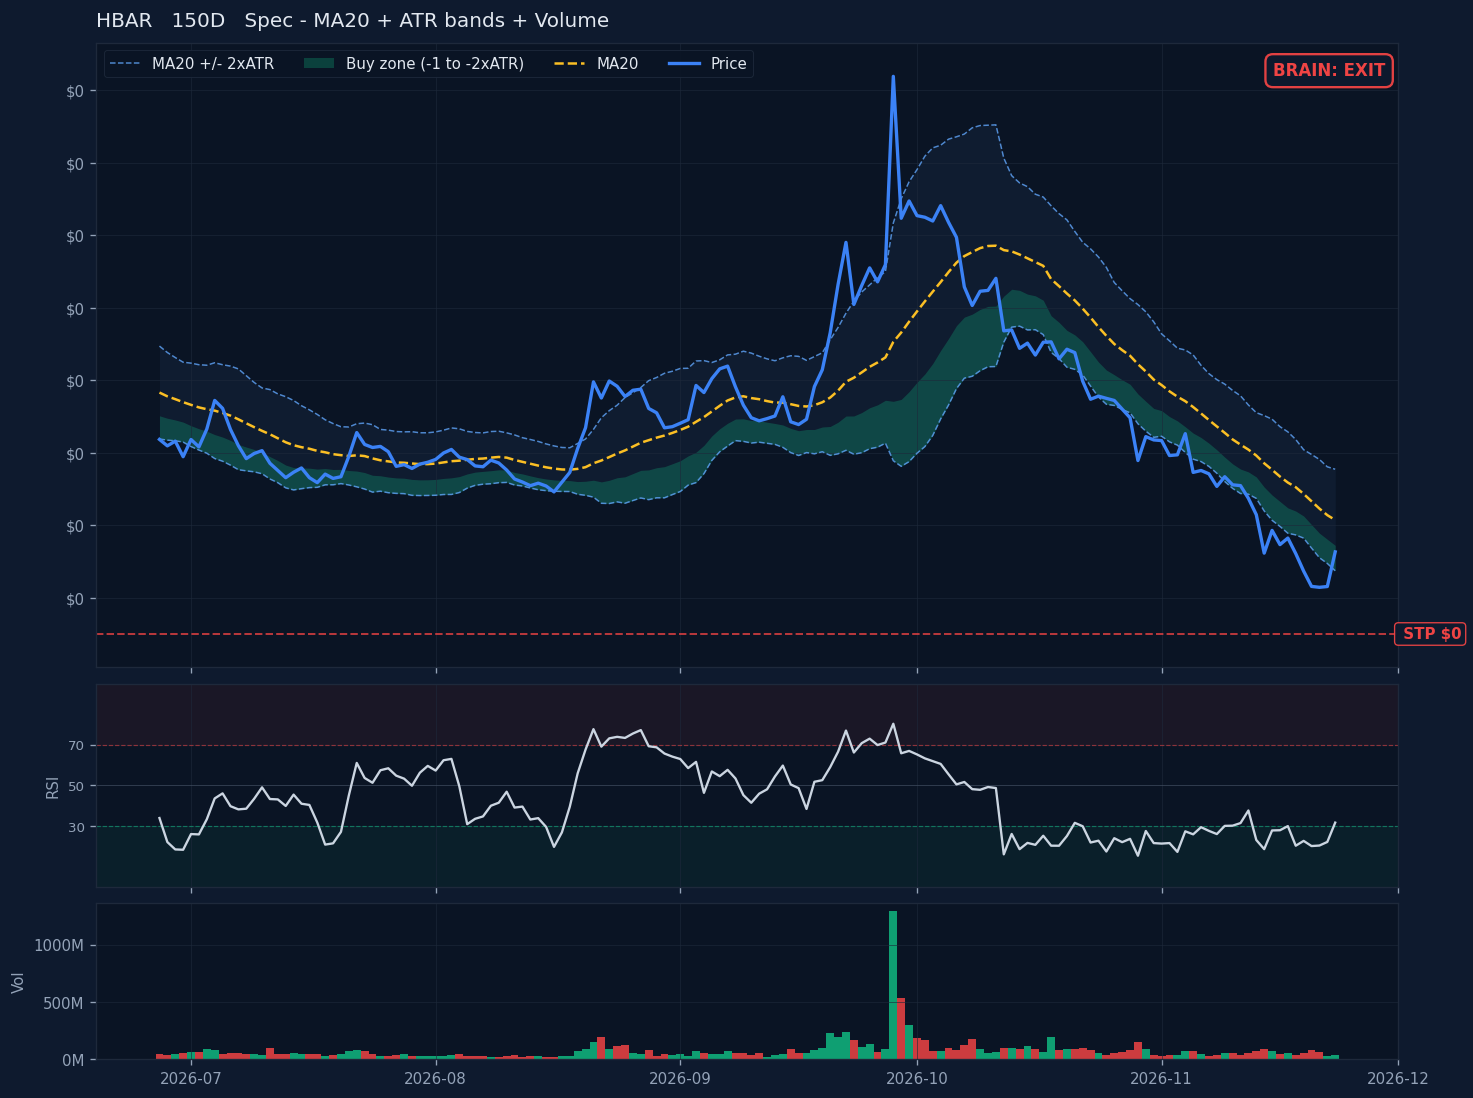 HBAR   150D   Spec - MA20 + ATR bands + Volume
MA20 +/- 2xATR   Buy zone (-1 to -2xATR)   MA20   Price
BRAIN: EXIT
$0
$0
$0
$0
$0
$0
$0
$0
STP $0
RSI
70
50
30
Vol
1000M
500M
0M
2026-07   2026-08   2026-09   2026-10   2026-11   2026-12